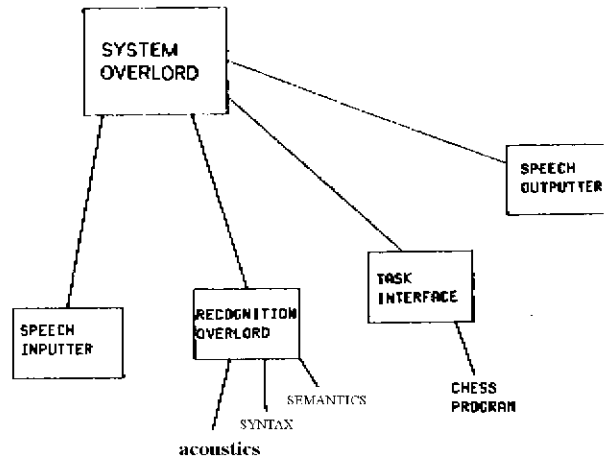 SYSTEM
OVERLORD
SPEECH
OUTPUTTER
TASK
INTERFACE
RECOGNITION
OVERLORD
SPEECH
INPUTTER
CHESS
PROGRAM
SEMANTICS
SYNTAX
acoustics